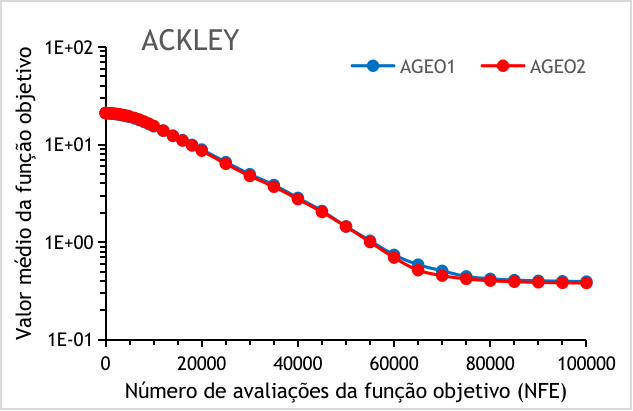 ACKLEY
AGEO1
AGEO2
Valor médio da função objetivo
1E+02
1E+01
1E+00
1E-01
0
20000
40000
60000
80000
100000
Número de avaliações da função objetivo (NFE)